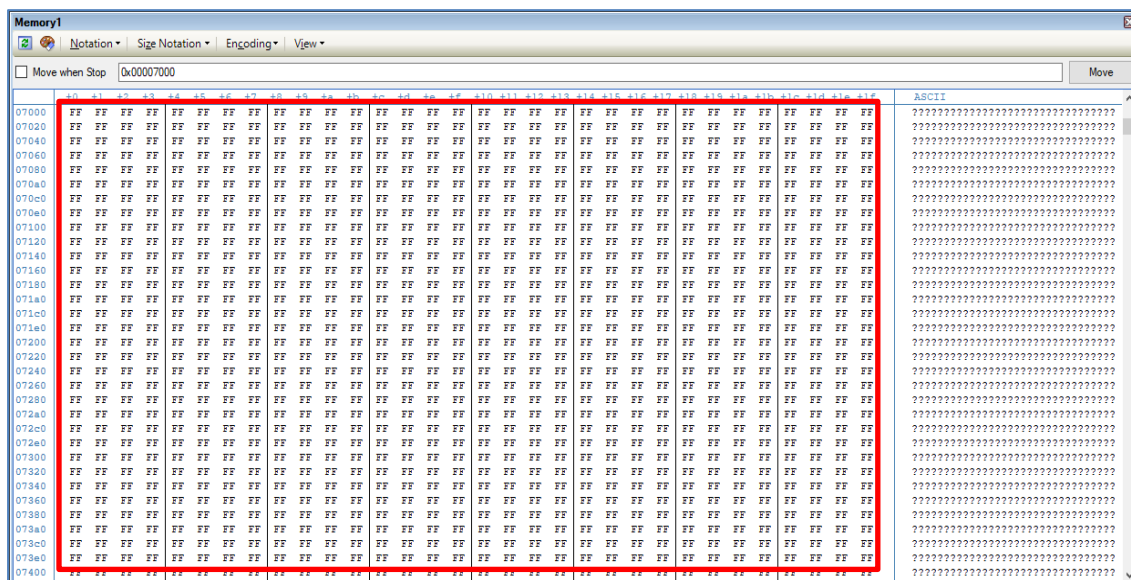 Memory1
Notation Size Notation Encoding View
Move when Stop 0x00007000 Move
+0 +1 +2 +3 +4 +5 +6 +7 +8 +9 +a +b +c +d +e +f +10 +11 +12 +13 +14 +15 +16 +17 +18 +19 +1a +1b +1c +1d +1e +1f ASCII
07000 FF FF FF FF FF FF FF FF FF FF FF FF FF FF FF FF FF FF FF FF FF FF FF FF FF FF FF FF FF FF FF FF ????????????????????????????????
07020 FF FF FF FF FF FF FF FF FF FF FF FF FF FF FF FF FF FF FF FF FF FF FF FF FF FF FF FF FF FF FF FF ????????????????????????????????
07040 FF FF FF FF FF FF FF FF FF FF FF FF FF FF FF FF FF FF FF FF FF FF FF FF FF FF FF FF FF FF FF FF ????????????????????????????????
07060 FF FF FF FF FF FF FF FF FF FF FF FF FF FF FF FF FF FF FF FF FF FF FF FF FF FF FF FF FF FF FF FF ????????????????????????????????
07080 FF FF FF FF FF FF FF FF FF FF FF FF FF FF FF FF FF FF FF FF FF FF FF FF FF FF FF FF FF FF FF FF ????????????????????????????????
070a0 FF FF FF FF FF FF FF FF FF FF FF FF FF FF FF FF FF FF FF FF FF FF FF FF FF FF FF FF FF FF FF FF ????????????????????????????????
070c0 FF FF FF FF FF FF FF FF FF FF FF FF FF FF FF FF FF FF FF FF FF FF FF FF FF FF FF FF FF FF FF FF ????????????????????????????????
070e0 FF FF FF FF FF FF FF FF FF FF FF FF FF FF FF FF FF FF FF FF FF FF FF FF FF FF FF FF FF FF FF FF ????????????????????????????????
07100 FF FF FF FF FF FF FF FF FF FF FF FF FF FF FF FF FF FF FF FF FF FF FF FF FF FF FF FF FF FF FF FF ????????????????????????????????
07120 FF FF FF FF FF FF FF FF FF FF FF FF FF FF FF FF FF FF FF FF FF FF FF FF FF FF FF FF FF FF FF FF ????????????????????????????????
07140 FF FF FF FF FF FF FF FF FF FF FF FF FF FF FF FF FF FF FF FF FF FF FF FF FF FF FF FF FF FF FF FF ????????????????????????????????
07160 FF FF FF FF FF FF FF FF FF FF FF FF FF FF FF FF FF FF FF FF FF FF FF FF FF FF FF FF FF FF FF FF ????????????????????????????????
07180 FF FF FF FF FF FF FF FF FF FF FF FF FF FF FF FF FF FF FF FF FF FF FF FF FF FF FF FF FF FF FF FF ????????????????????????????????
071a0 FF FF FF FF FF FF FF FF FF FF FF FF FF FF FF FF FF FF FF FF FF FF FF FF FF FF FF FF FF FF FF FF ????????????????????????????????
071c0 FF FF FF FF FF FF FF FF FF FF FF FF FF FF FF FF FF FF FF FF FF FF FF FF FF FF FF FF FF FF FF FF ????????????????????????????????
071e0 FF FF FF FF FF FF FF FF FF FF FF FF FF FF FF FF FF FF FF FF FF FF FF FF FF FF FF FF FF FF FF FF ????????????????????????????????
07200 FF FF FF FF FF FF FF FF FF FF FF FF FF FF FF FF FF FF FF FF FF FF FF FF FF FF FF FF FF FF FF FF ????????????????????????????????
07220 FF FF FF FF FF FF FF FF FF FF FF FF FF FF FF FF FF FF FF FF FF FF FF FF FF FF FF FF FF FF FF FF ????????????????????????????????
07240 FF FF FF FF FF FF FF FF FF FF FF FF FF FF FF FF FF FF FF FF FF FF FF FF FF FF FF FF FF FF FF FF ????????????????????????????????
07260 FF FF FF FF FF FF FF FF FF FF FF FF FF FF FF FF FF FF FF FF FF FF FF FF FF FF FF FF FF FF FF FF ????????????????????????????????
07280 FF FF FF FF FF FF FF FF FF FF FF FF FF FF FF FF FF FF FF FF FF FF FF FF FF FF FF FF FF FF FF FF ????????????????????????????????
072a0 FF FF FF FF FF FF FF FF FF FF FF FF FF FF FF FF FF FF FF FF FF FF FF FF FF FF FF FF FF FF FF FF ????????????????????????????????
072c0 FF FF FF FF FF FF FF FF FF FF FF FF FF FF FF FF FF FF FF FF FF FF FF FF FF FF FF FF FF FF FF FF ????????????????????????????????
072e0 FF FF FF FF FF FF FF FF FF FF FF FF FF FF FF FF FF FF FF FF FF FF FF FF FF FF FF FF FF FF FF FF ????????????????????????????????
07300 FF FF FF FF FF FF FF FF FF FF FF FF FF FF FF FF FF FF FF FF FF FF FF FF FF FF FF FF FF FF FF FF ????????????????????????????????
07320 FF FF FF FF FF FF FF FF FF FF FF FF FF FF FF FF FF FF FF FF FF FF FF FF FF FF FF FF FF FF FF FF ????????????????????????????????
07340 FF FF FF FF FF FF FF FF FF FF FF FF FF FF FF FF FF FF FF FF FF FF FF FF FF FF FF FF FF FF FF FF ????????????????????????????????
07360 FF FF FF FF FF FF FF FF FF FF FF FF FF FF FF FF FF FF FF FF FF FF FF FF FF FF FF FF FF FF FF FF ????????????????????????????????
07380 FF FF FF FF FF FF FF FF FF FF FF FF FF FF FF FF FF FF FF FF FF FF FF FF FF FF FF FF FF FF FF FF ????????????????????????????????
073a0 FF FF FF FF FF FF FF FF FF FF FF FF FF FF FF FF FF FF FF FF FF FF FF FF FF FF FF FF FF FF FF FF ????????????????????????????????
073c0 FF FF FF FF FF FF FF FF FF FF FF FF FF FF FF FF FF FF FF FF FF FF FF FF FF FF FF FF FF FF FF FF ????????????????????????????????
073e0 FF FF FF FF FF FF FF FF FF FF FF FF FF FF FF FF FF FF FF FF FF FF FF FF FF FF FF FF FF FF FF FF ????????????????????????????????
07400 ????????????????????????????????